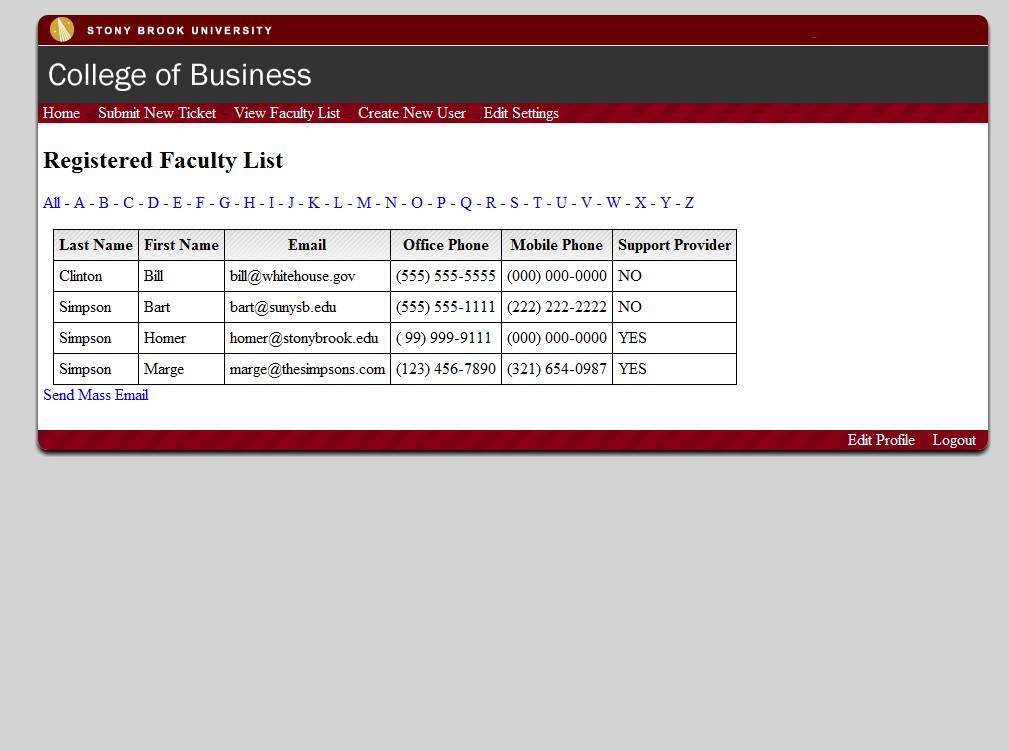 STONY BROOK UNIVERSITY
College of Business
Home - Submit New Ticket - View Faculty List - Create New User - Edit Settings
Registered Faculty List
All - A - B - C - D - E - F - G - H - I - J - K - L - M - N - O - P - Q - R - S - T - U - V - W - X - Y - Z
Last Name First Name Email Office Phone Mobile Phone Support Provider
Clinton Bill bill@whitehouse.gov (555) 555-5555 (000) 000-0000 NO
Simpson Bart bart@sunysb.edu (555) 555-1111 (222) 222-2222 NO
Simpson Homer homer@stonybrook.edu ( 99) 999-9111 (000) 000-0000 YES
Simpson Marge marge@thesimpsons.com (123) 456-7890 (321) 654-0987 YES
Send Mass Email
Edit Profile - Logout